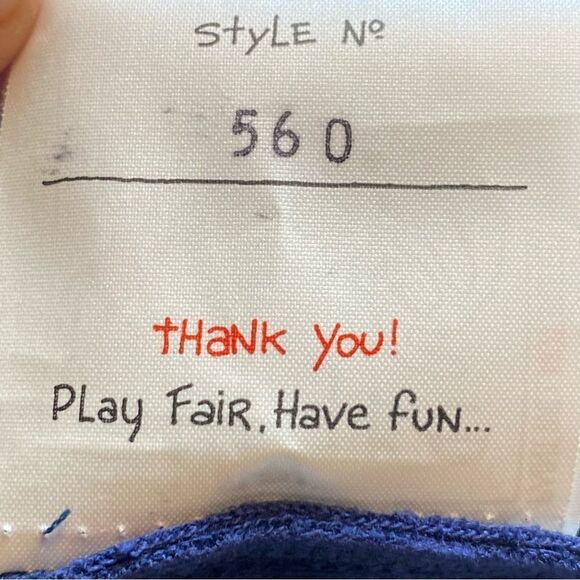 StyLE Nº
560
tHaNk you!
PLay FaiR, Have fuN...